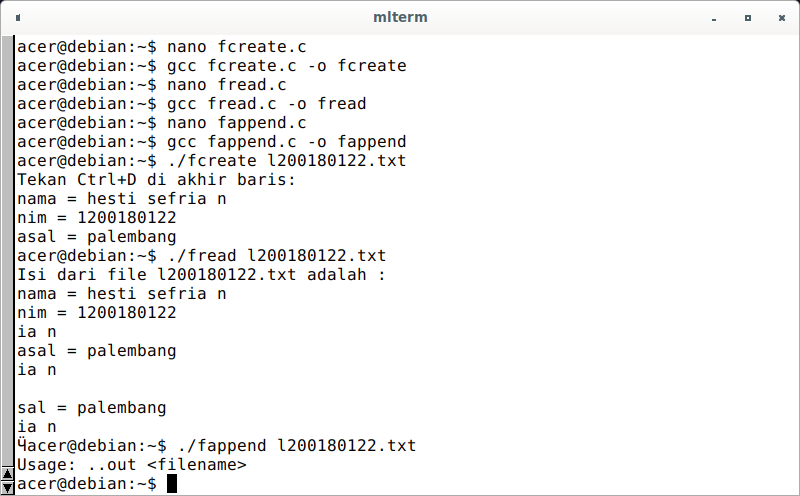 mlterm
acer@debian:~$ nano fcreate.c
acer@debian:~$ gcc fcreate.c -o fcreate
acer@debian:~$ nano fread.c
acer@debian:~$ gcc fread.c -o fread
acer@debian:~$ nano fappend.c
acer@debian:~$ gcc fappend.c -o fappend
acer@debian:~$ ./fcreate l200180122.txt
Tekan Ctrl+D di akhir baris:
nama = hesti sefria n
nim = 1200180122
asal = palembang
acer@debian:~$ ./fread l200180122.txt
Isi dari file l200180122.txt adalah :
nama = hesti sefria n
nim = 1200180122
ia n
asal = palembang
ia n
sal = palembang
ia n
Ӵacer@debian:~$ ./fappend l200180122.txt
Usage: ..out <filename>
acer@debian:~$